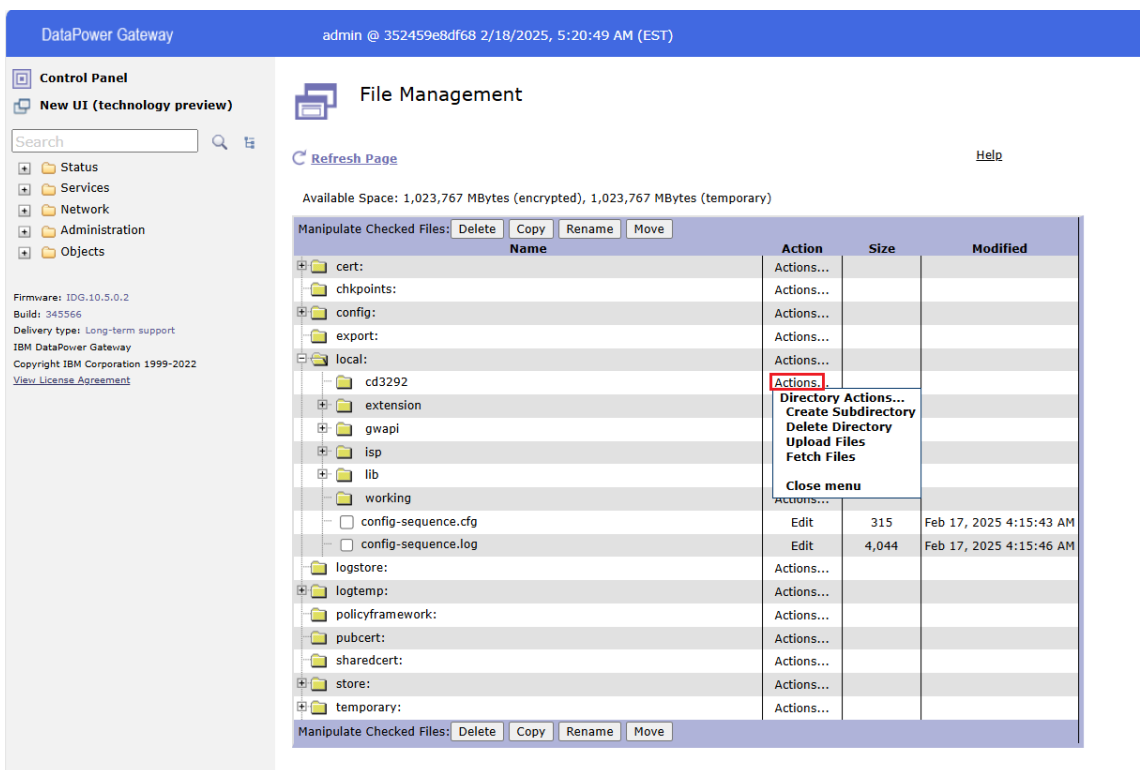 DataPower Gateway
admin @ 352459e8df68 2/18/2025, 5:20:49 AM (EST)
Control Panel
New UI (technology preview)
Search
Status
Services
Network
Administration
Objects
Firmware: IDG.10.5.0.2
Build: 345566
Delivery type: Long-term support
IBM DataPower Gateway
Copyright IBM Corporation 1999-2022
View License Agreement
File Management
Refresh Page
Help
Available Space: 1,023,767 MBytes (encrypted), 1,023,767 MBytes (temporary)
Manipulate Checked Files: Delete Copy Rename Move
Name Action Size Modified
cert: Actions...
chkpoints: Actions...
config: Actions...
export: Actions...
local: Actions...
cd3292 Actions...
Directory Actions...
Create Subdirectory
Delete Directory
Upload Files
Fetch Files
Close menu
extension
gwapi
isp
lib
working Actions...
config-sequence.cfg Edit 315 Feb 17, 2025 4:15:43 AM
config-sequence.log Edit 4,044 Feb 17, 2025 4:15:46 AM
logstore: Actions...
logtemp: Actions...
policyframework: Actions...
pubcert: Actions...
sharedcert: Actions...
store: Actions...
temporary: Actions...
Manipulate Checked Files: Delete Copy Rename Move